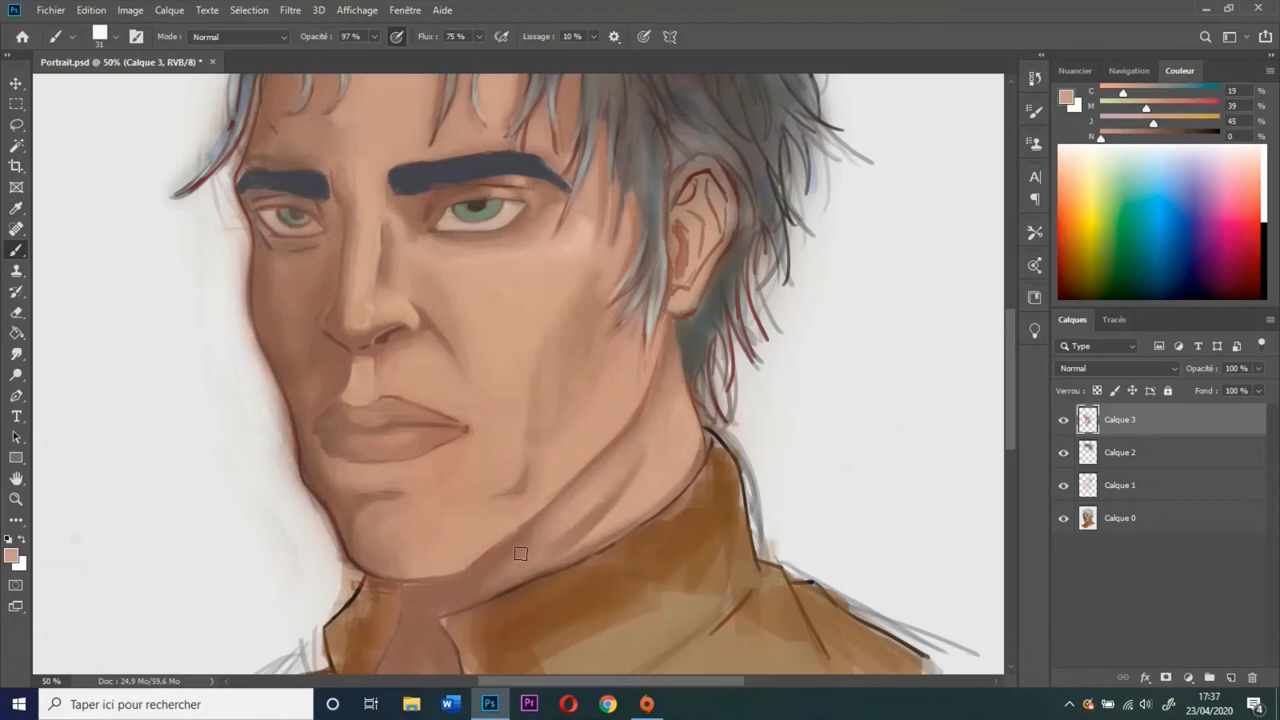 Fichier Edition Image Calque Texte Sélection Filtre 3D Affichage Fenêtre Aide
31 Mode : Normal Opacité : 97 % Flux : 75 % Lissage : 10 %
Portrait.psd @ 50% (Calque 3, RVB/8) *
Nuancier Navigation Couleur
C 19 %
M 39 %
J 45 %
N 0 %
Calques Tracés
Type
Normal Opacité : 100 %
Verrou : Fond : 100 %
Calque 3
Calque 2
Calque 1
Calque 0
50 % Doc : 24,9 Mo/59,6 Mo
Taper ici pour rechercher
17:37
23/04/2020
4